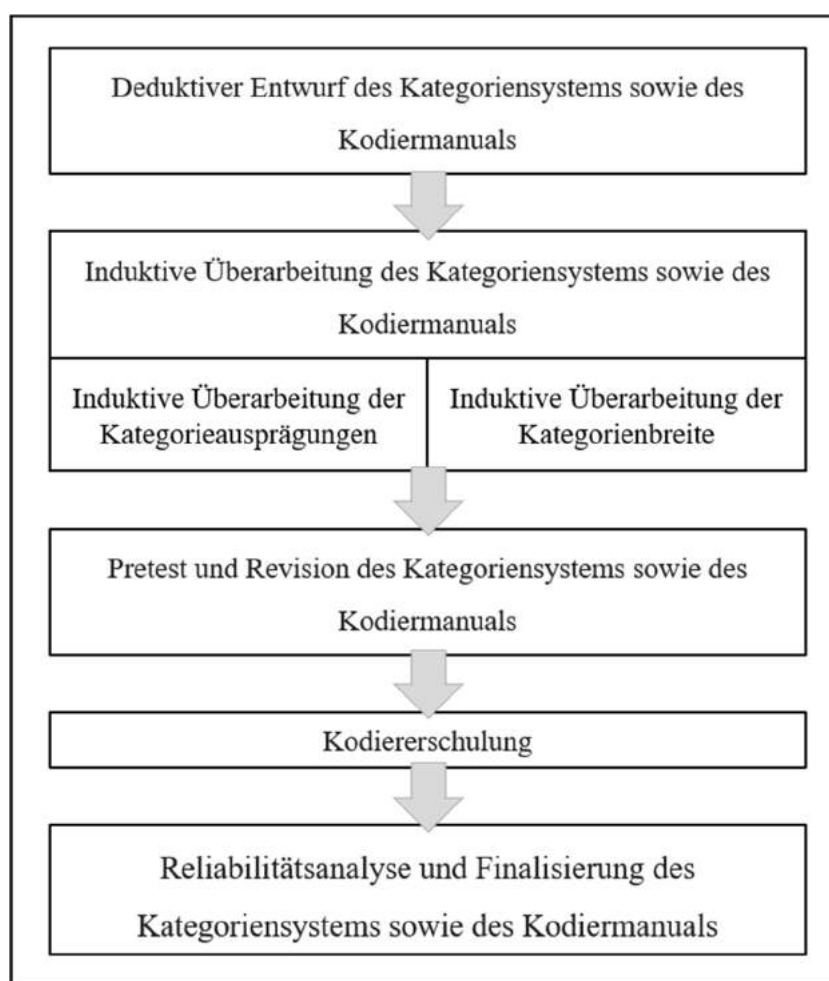 Deduktiver Entwurf des Kategoriensystems sowie des
Kodiermanuals
Induktive Überarbeitung des Kategoriensystems sowie des
Kodiermanuals
Induktive Überarbeitung der
Kategorieausprägungen
Induktive Überarbeitung der
Kategorienbreite
Pretest und Revision des Kategoriensystems sowie des
Kodiermanuals
Kodiererschulung
Reliabilitätsanalyse und Finalisierung des
Kategoriensystems sowie des Kodiermanuals